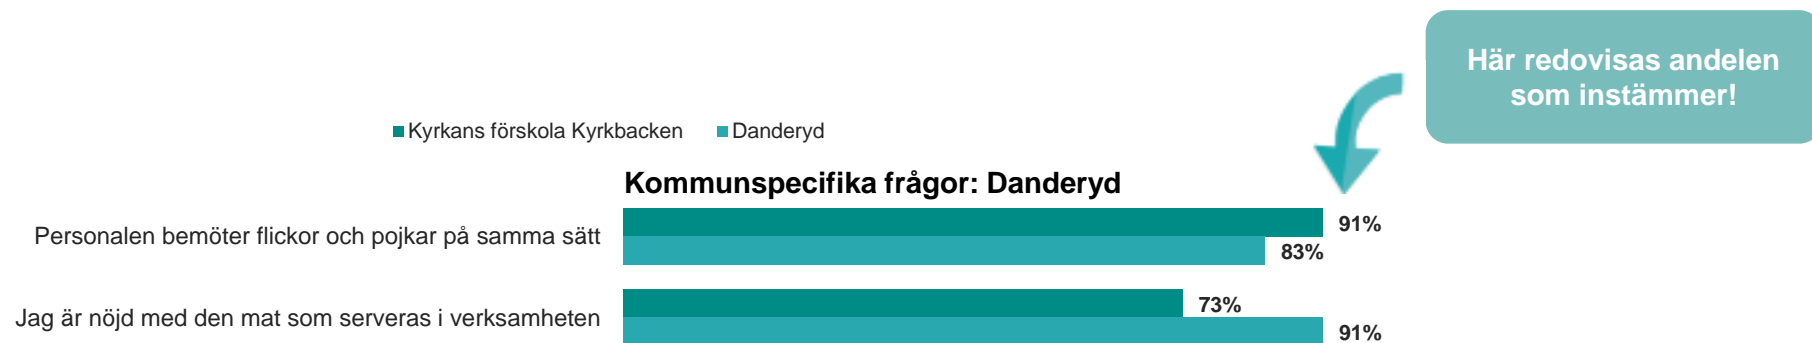 Här redovisas andelen
som instämmer!
Kyrkans förskola Kyrkbacken Danderyd
Kommunspecifika frågor: Danderyd
Personalen bemöter flickor och pojkar på samma sätt
91%
83%
Jag är nöjd med den mat som serveras i verksamheten
73%
91%